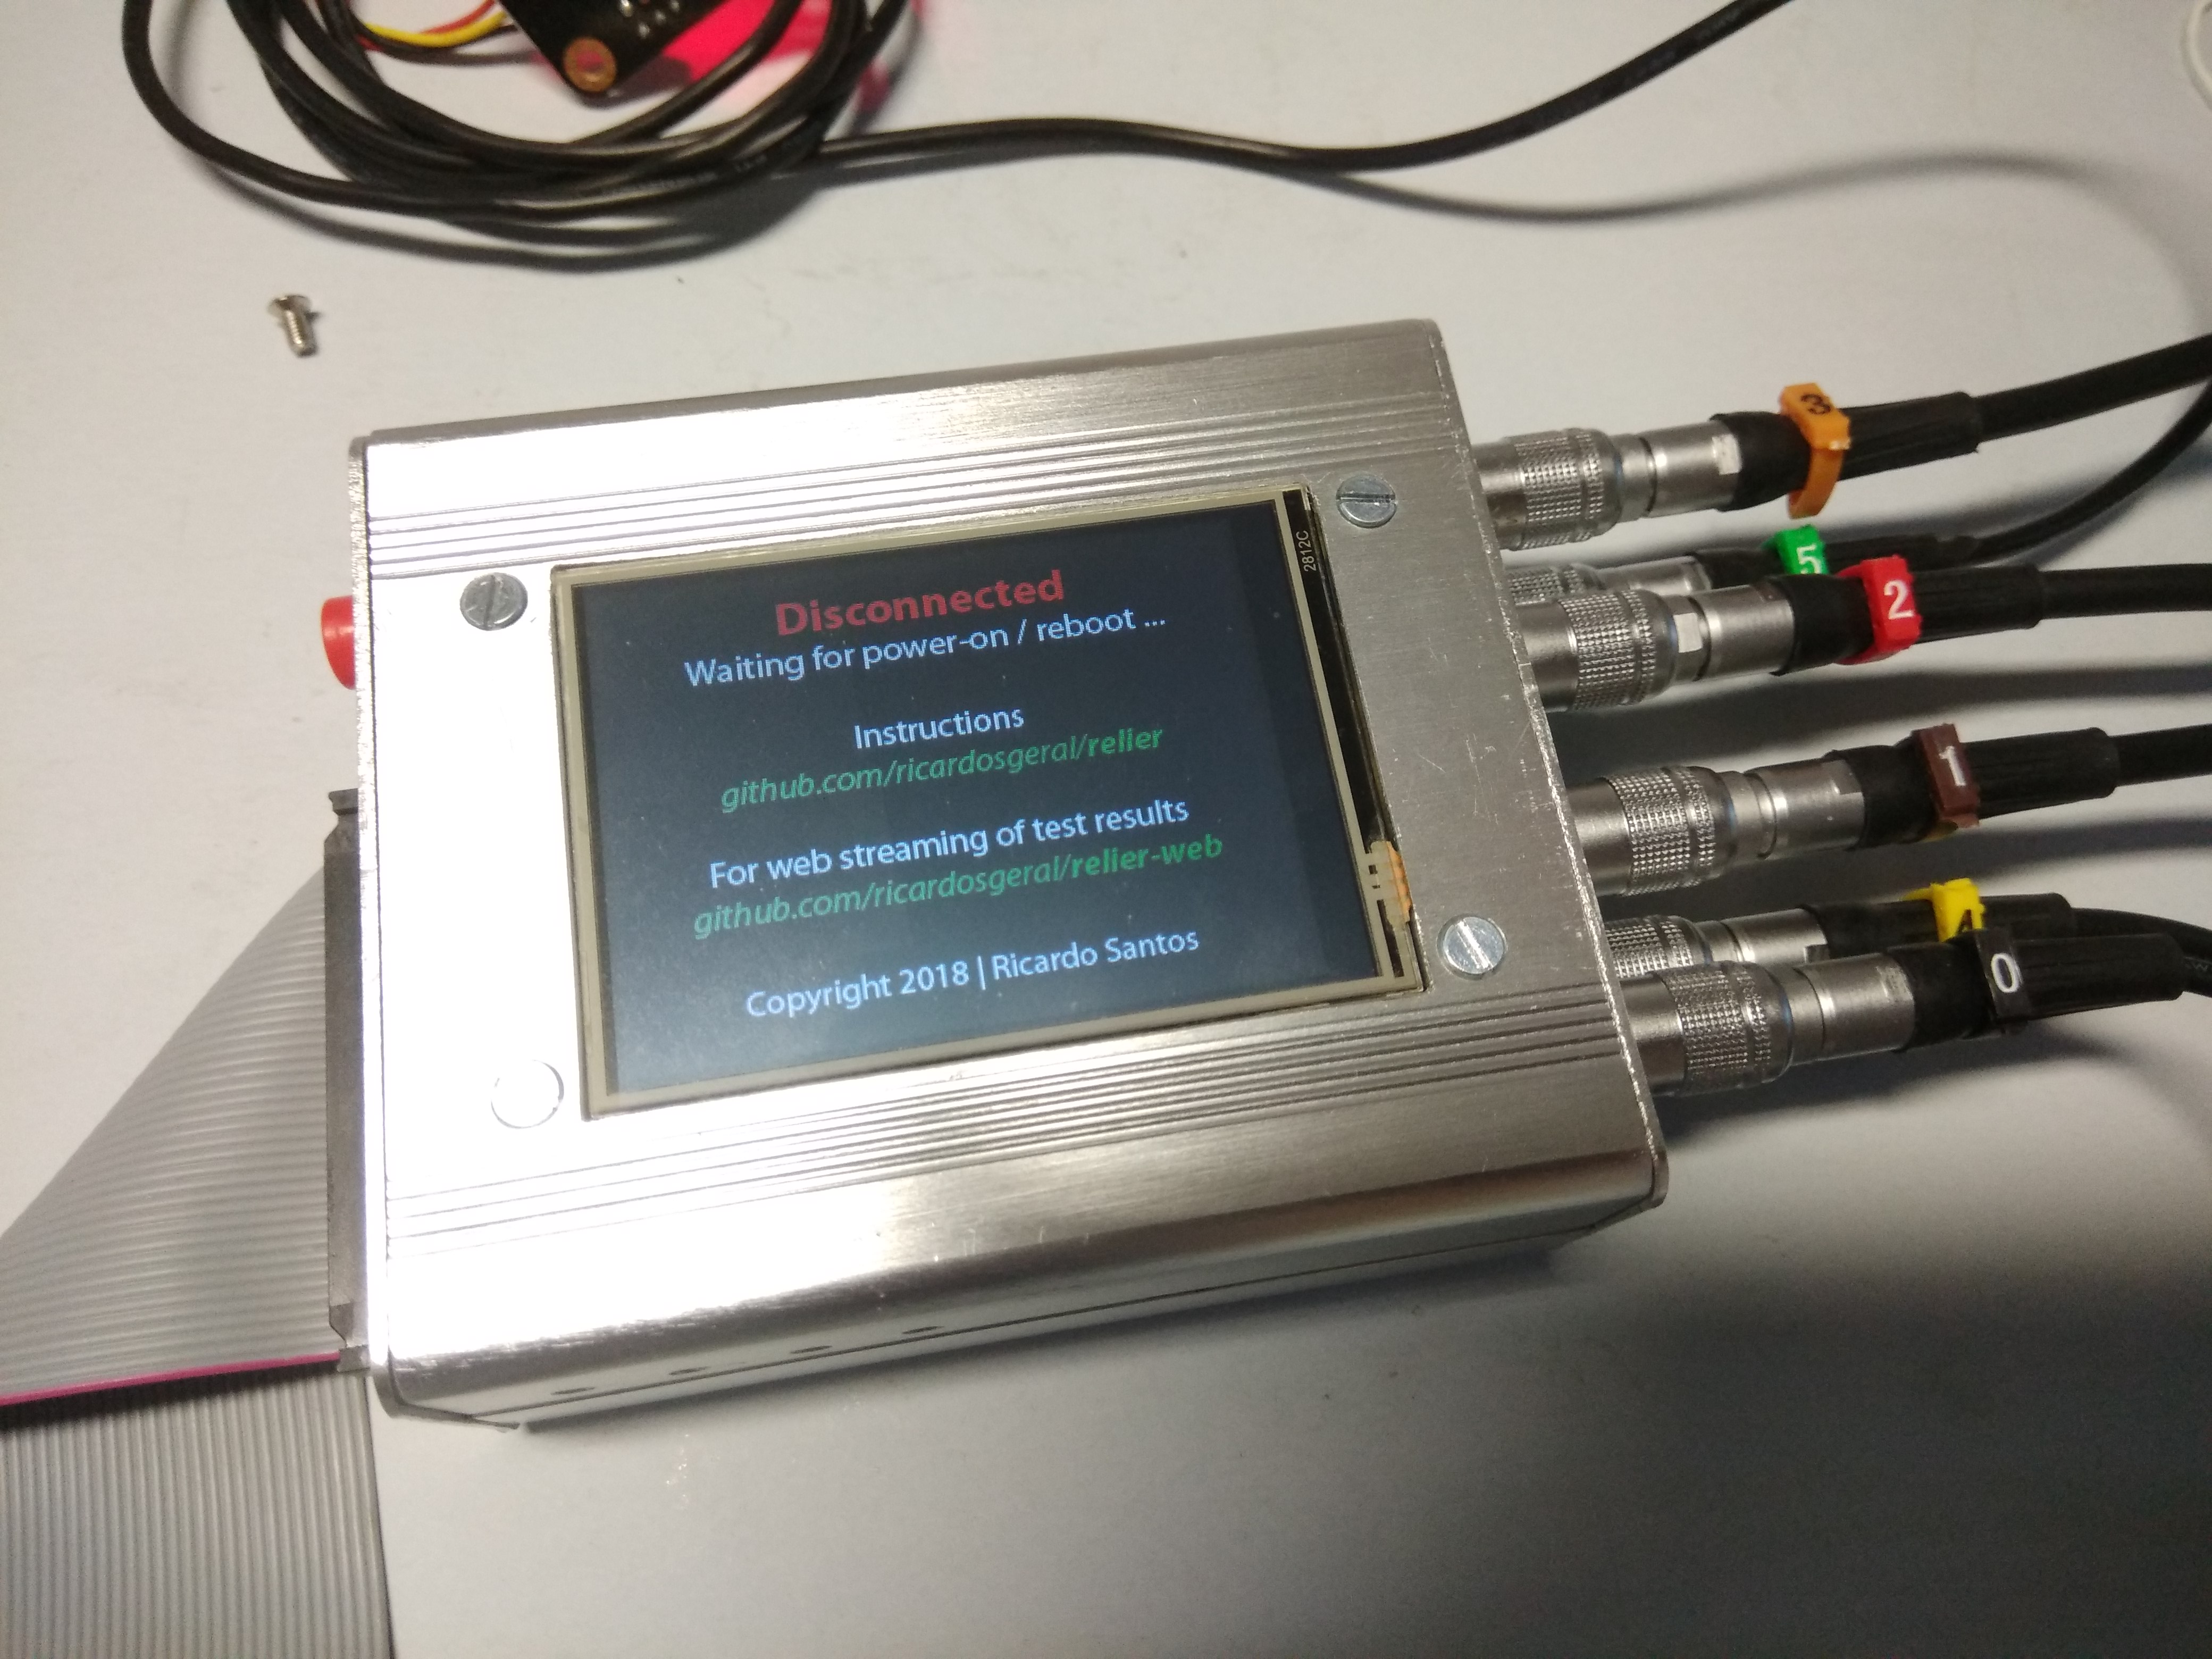 Disconnected
Waiting for power-on / reboot ...
Instructions
github.com/ricardosgeral/relier
For web streaming of test results
github.com/ricardosgeral/relier-web
Copyright 2018 | Ricardo Santos
2812C
3
5
2
1
4
0